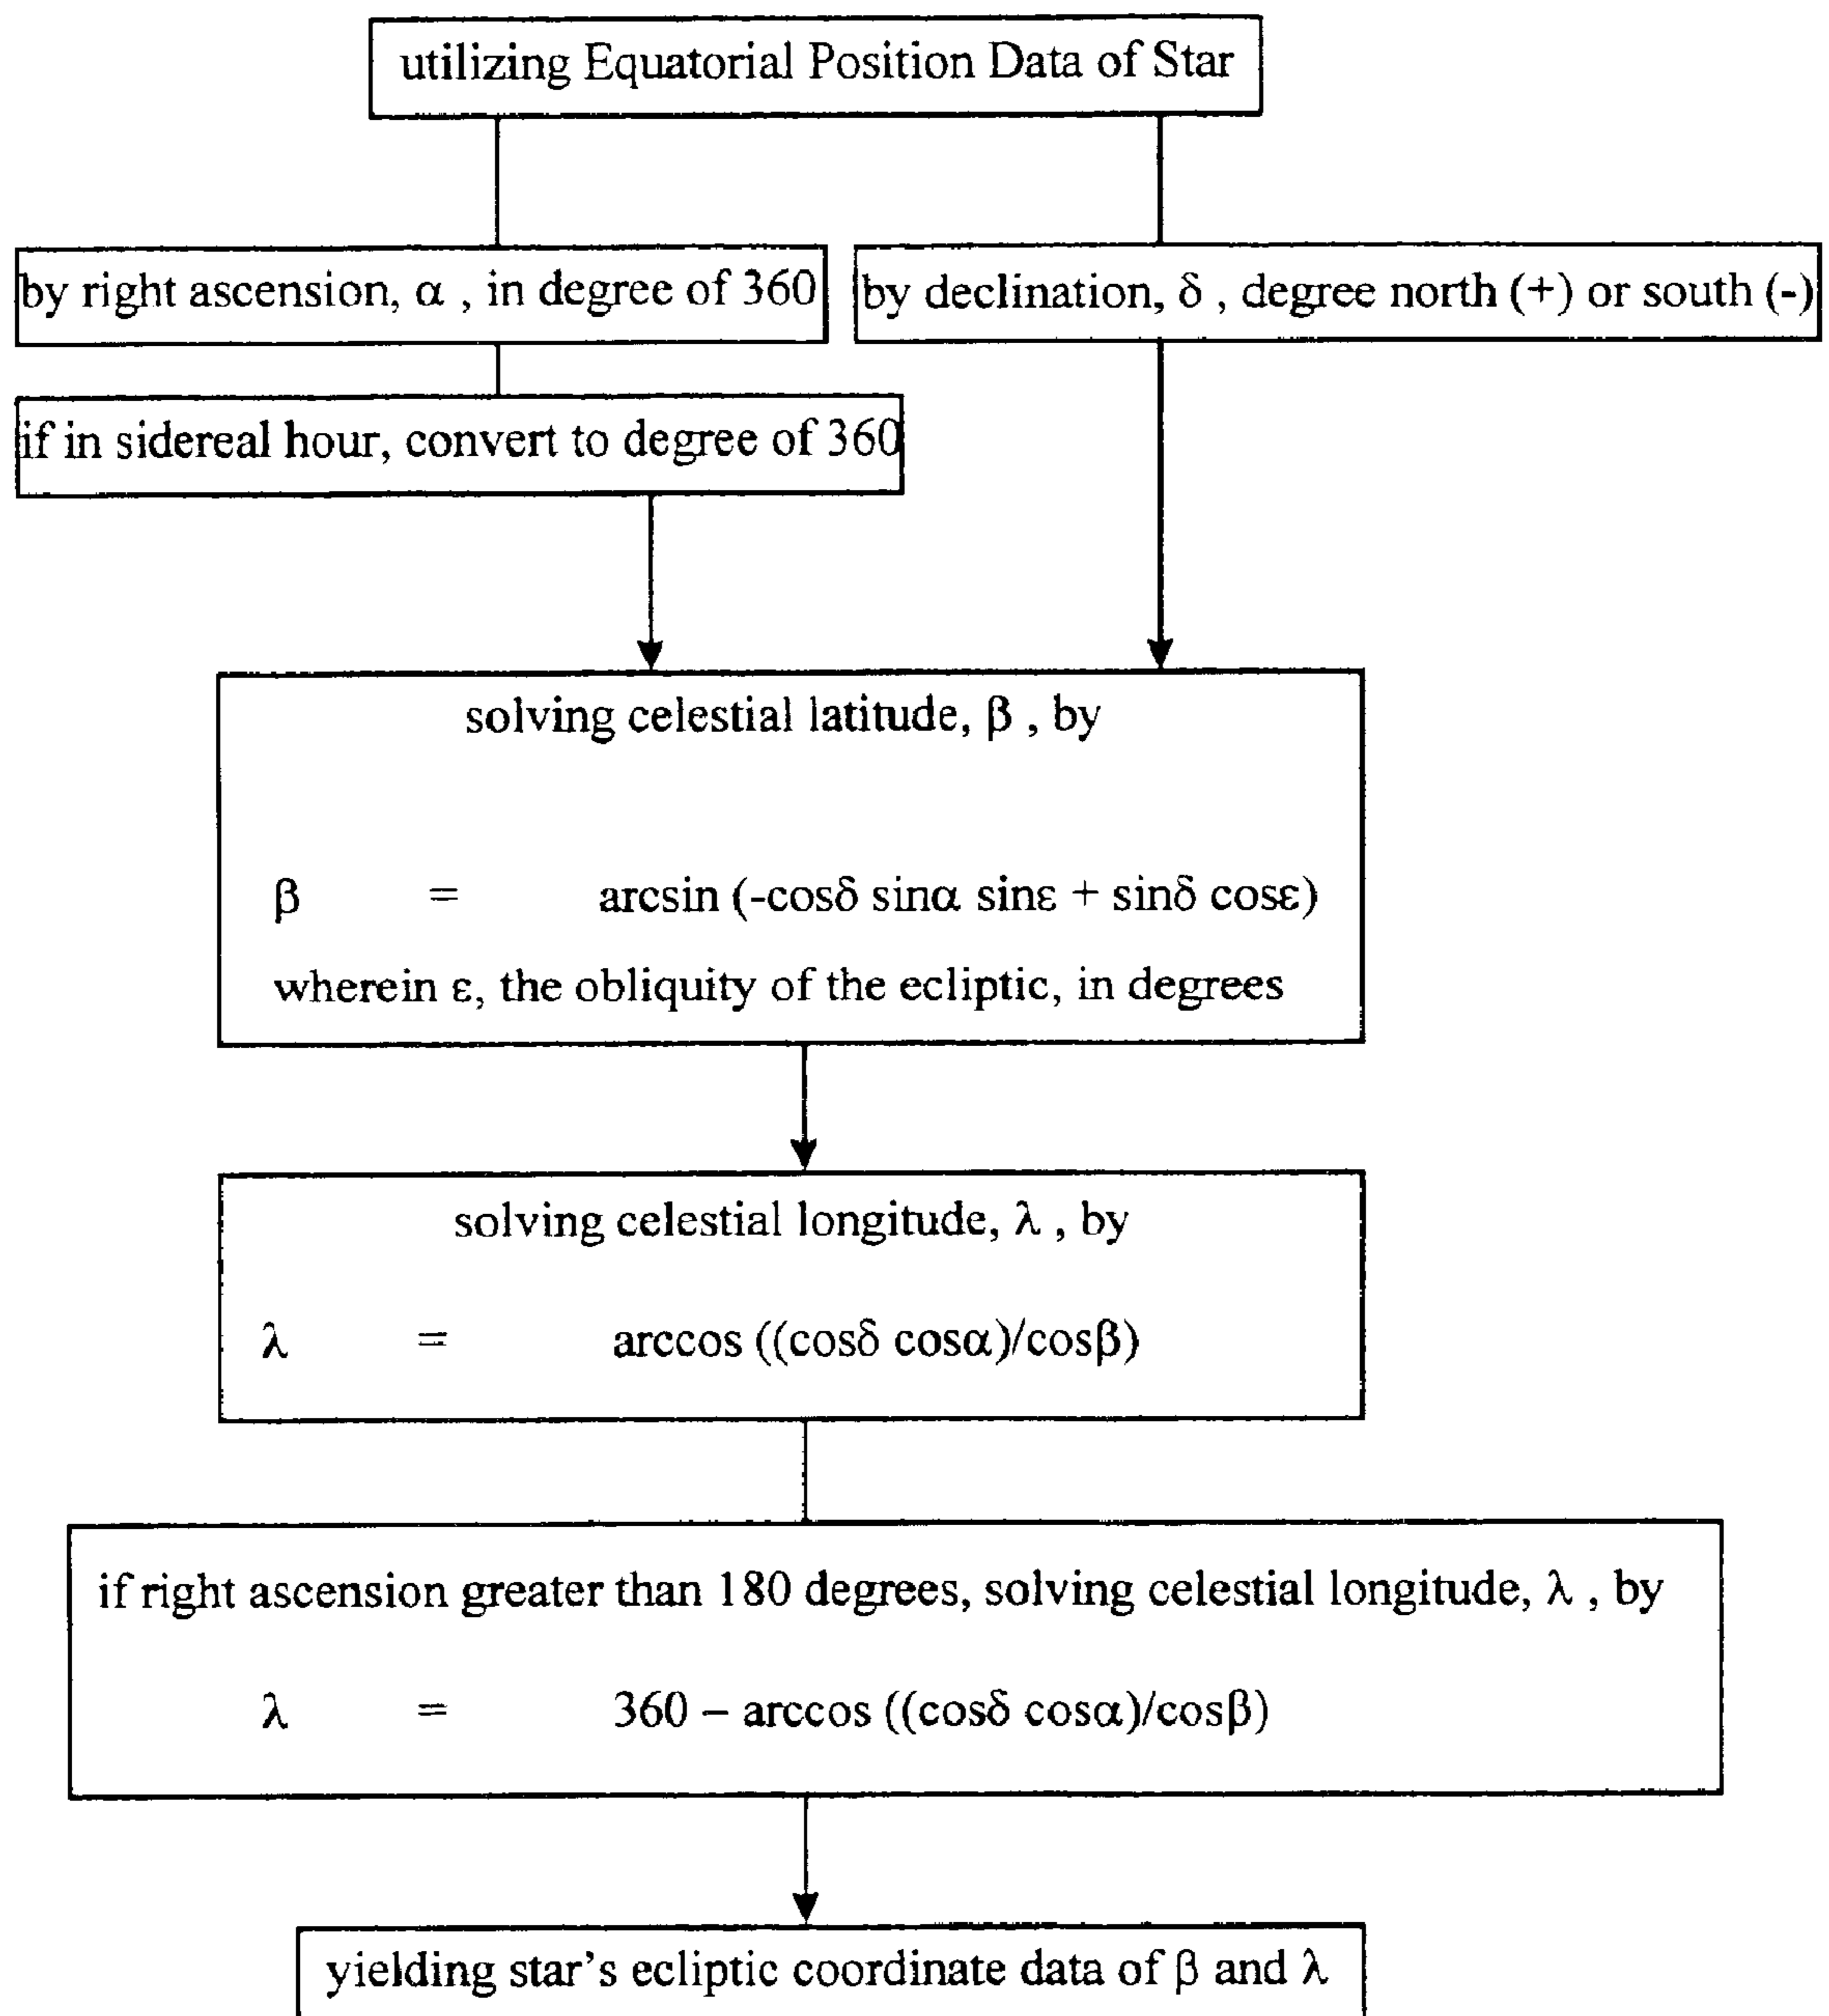 utilizing Equatorial Position Data of Star
by right ascension, α , in degree of 360
by declination, δ , degree north (+) or south (-)
if in sidereal hour, convert to degree of 360
solving celestial latitude, β , by
β = arcsin (-cosδ sinα sinε + sinδ cosε)
wherein ε, the obliquity of the ecliptic, in degrees
solving celestial longitude, λ , by
λ = arccos ((cosδ cosα)/cosβ)
if right ascension greater than 180 degrees, solving celestial longitude, λ , by
λ = 360 – arccos ((cosδ cosα)/cosβ)
yielding star's ecliptic coordinate data of β and λ